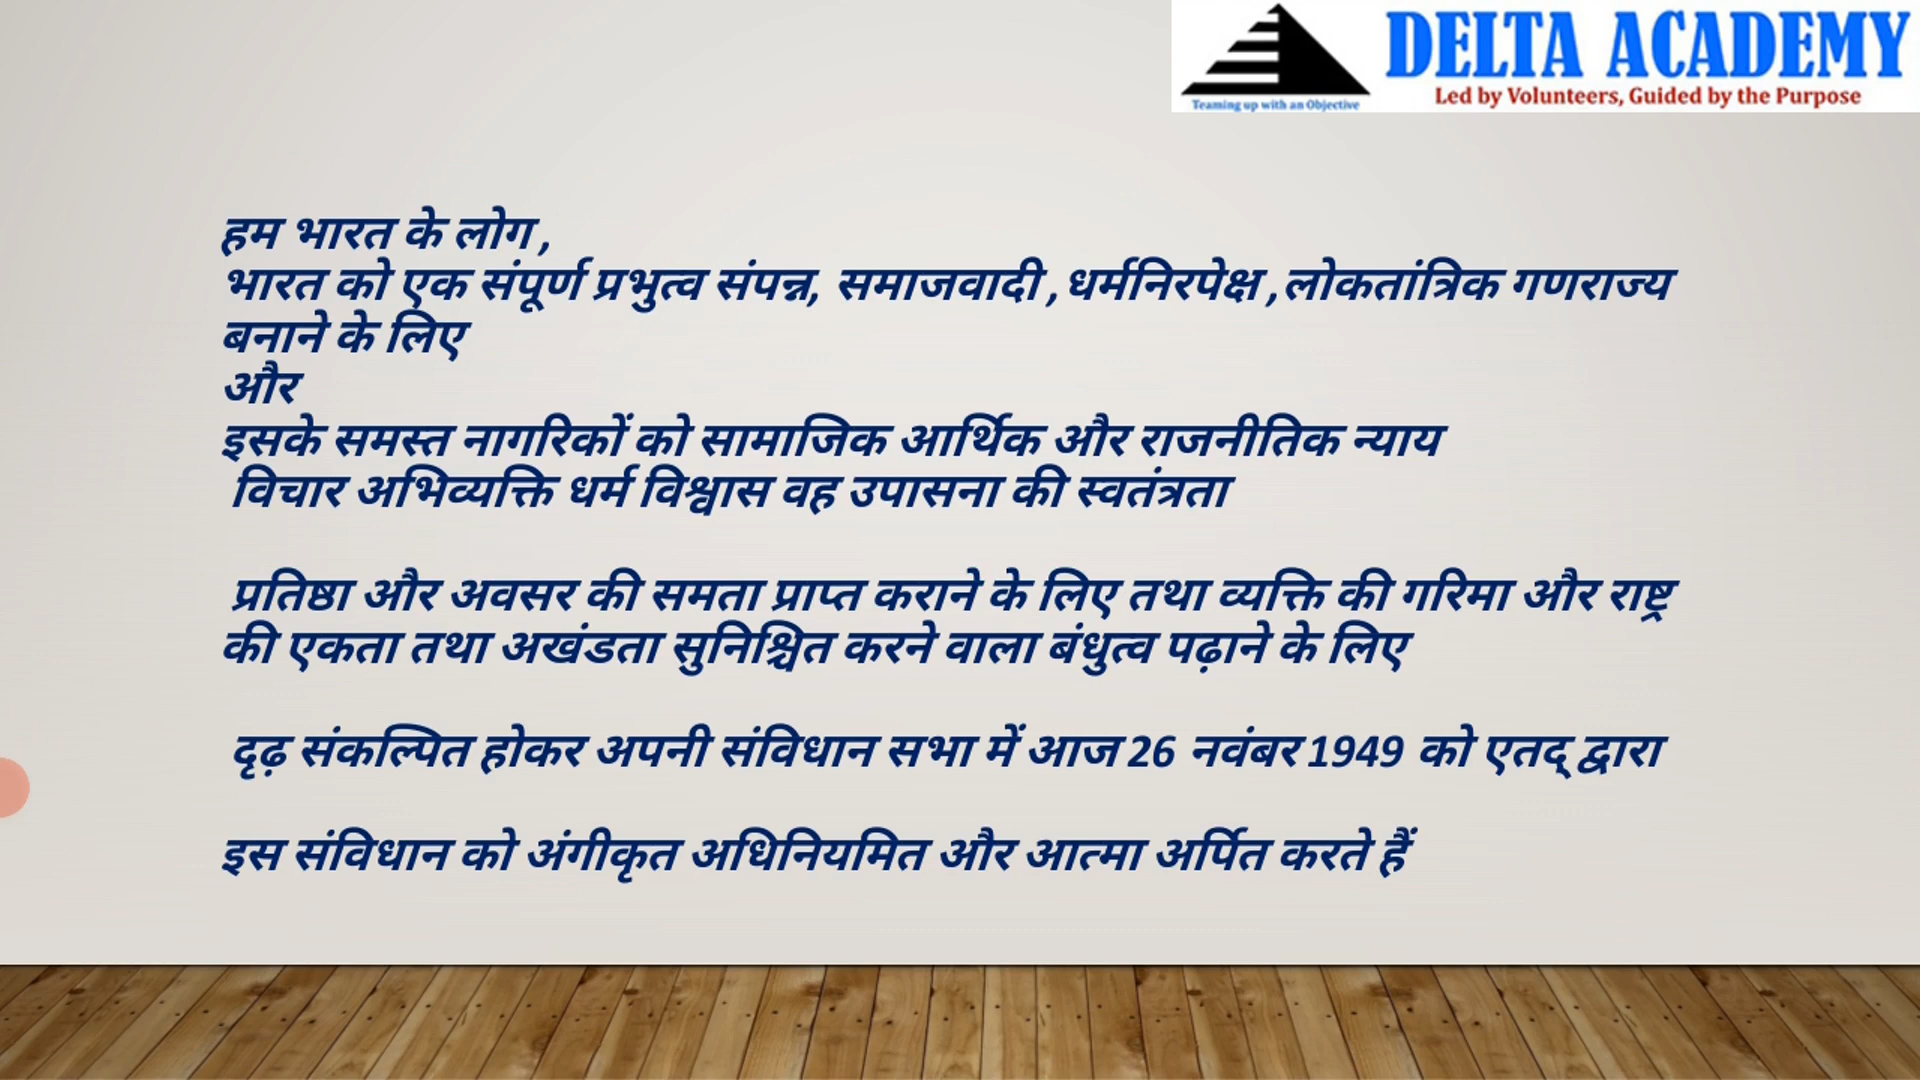 DELTA ACADEMY
Teaming up with an Objective
Led by Volunteers, Guided by the Purpose
हम भारत के लोग ,
भारत को एक संपूर्ण प्रभुत्व संपन्न, समाजवादी ,धर्मनिरपेक्ष ,लोकतांत्रिक गणराज्य
बनाने के लिए
और
इसके समस्त नागरिकों को सामाजिक आर्थिक और राजनीतिक न्याय
विचार अभिव्यक्ति धर्म विश्वास वह उपासना की स्वतंत्रता
प्रतिष्ठा और अवसर की समता प्राप्त कराने के लिए तथा व्यक्ति की गरिमा और राष्ट्र
की एकता तथा अखंडता सुनिश्चित करने वाला बंधुत्व पढ़ाने के लिए
दृढ़ संकल्पित होकर अपनी संविधान सभा में आज 26 नवंबर 1949 को एतद् द्वारा
इस संविधान को अंगीकृत अधिनियमित और आत्मा अर्पित करते हैं